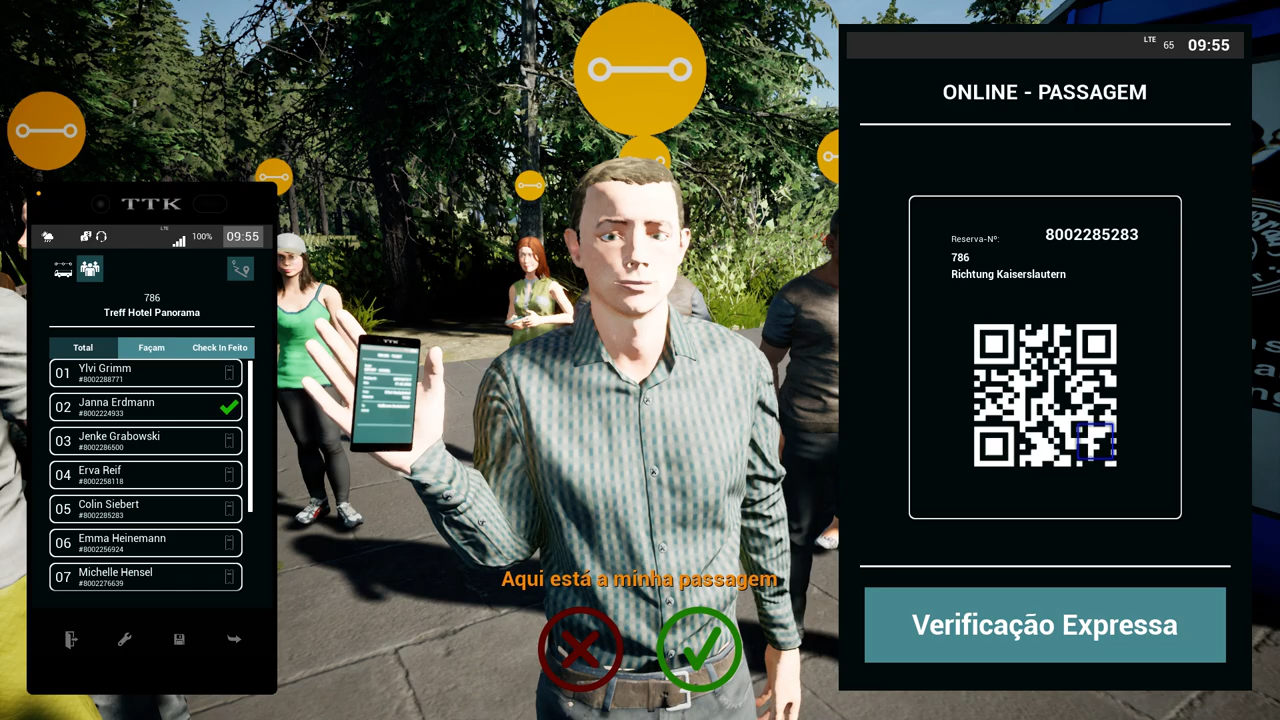 TTK
LTE
100%
09:55
786
Treff Hotel Panorama
Total
Façam
Check In Feito
01
Ylvi Grimm
#8002288771
02
Janna Erdmann
#8002224933
03
Jenke Grabowski
#8002286500
04
Erva Reif
#8002258118
05
Colin Siebert
#8002285283
06
Emma Heinemann
#8002256924
07
Michelle Hensel
#8002276639
Aqui está a minha passagem
LTE
65
09:55
ONLINE - PASSAGEM
Reserva-Nº:
8002285283
786
Richtung Kaiserslautern
Verificação Expressa